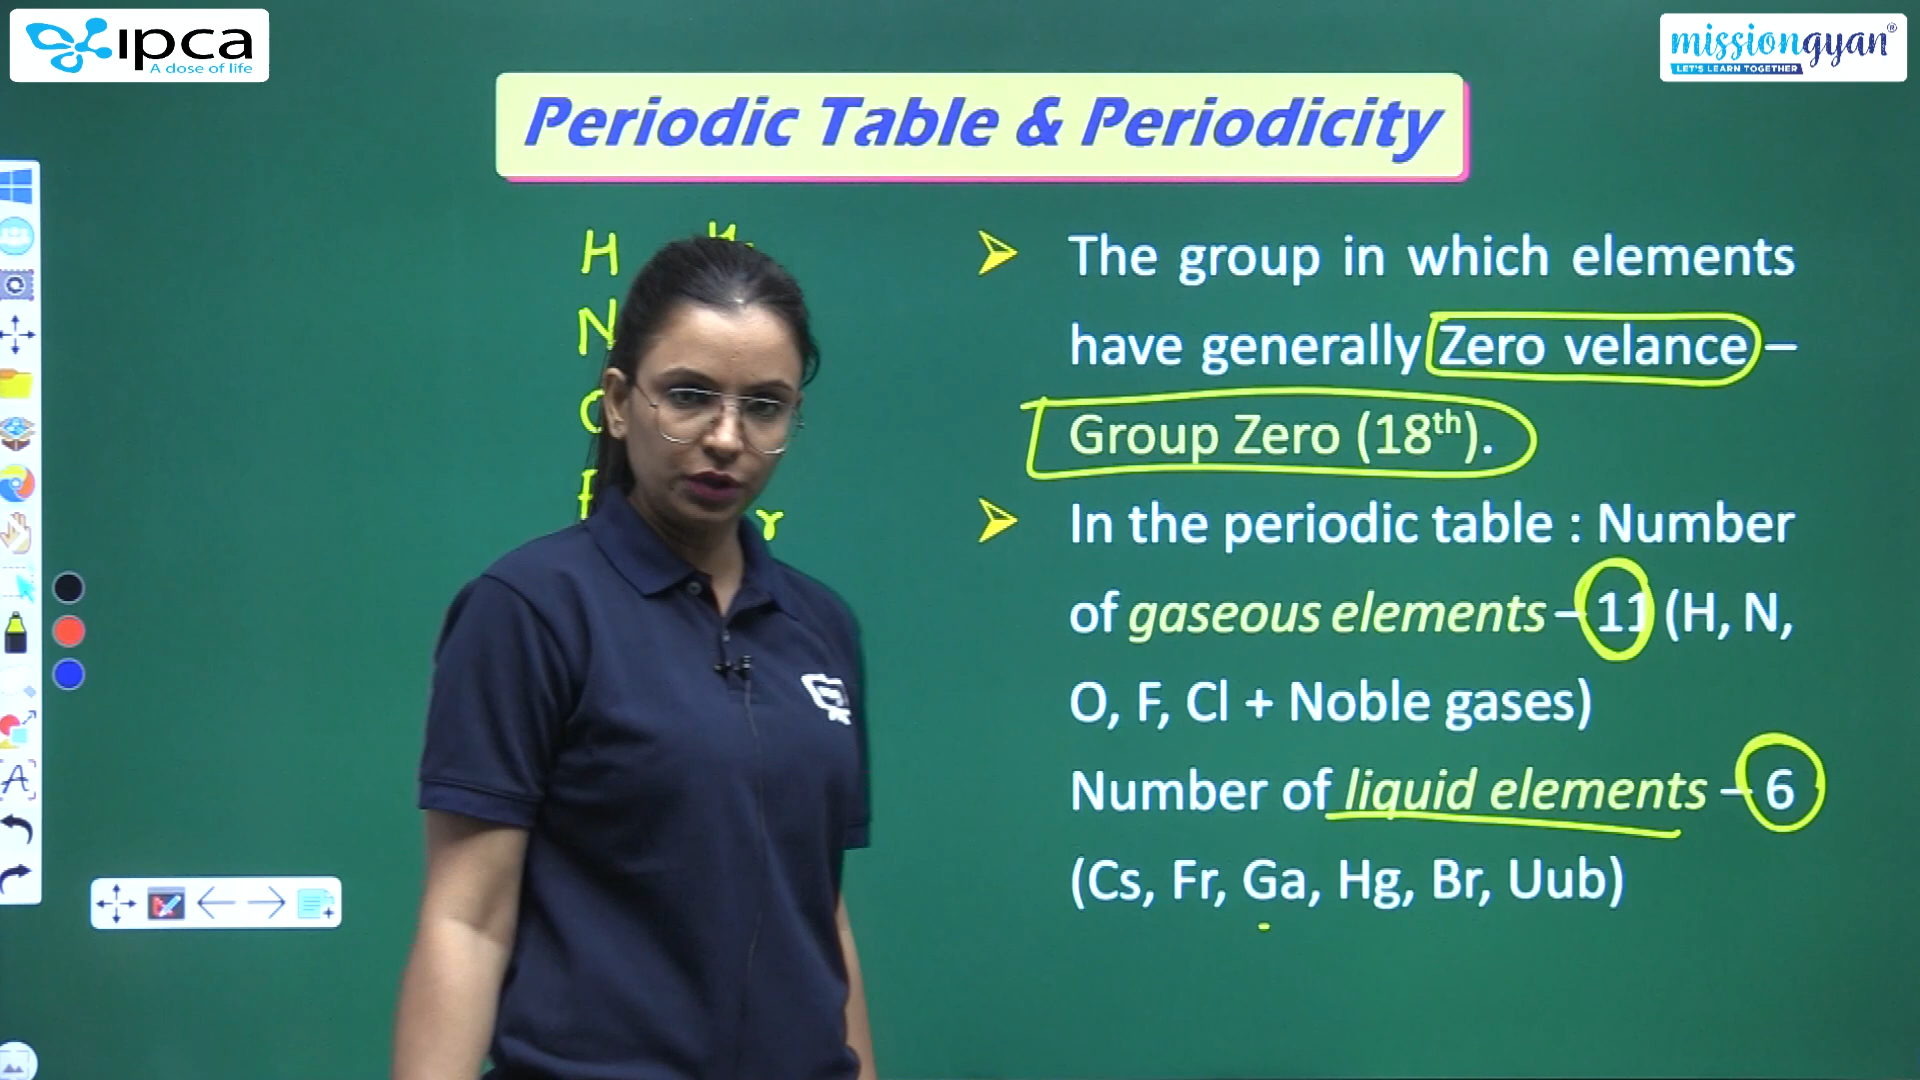 ipca
A dose of life
missiongyan®
LET'S LEARN TOGETHER
Periodic Table & Periodicity
H
N
The group in which elements
have generally Zero velance –
Group Zero (18th).
In the periodic table : Number
of gaseous elements – 11 (H, N,
O, F, Cl + Noble gases)
Number of liquid elements – 6
(Cs, Fr, Ga, Hg, Br, Uub)